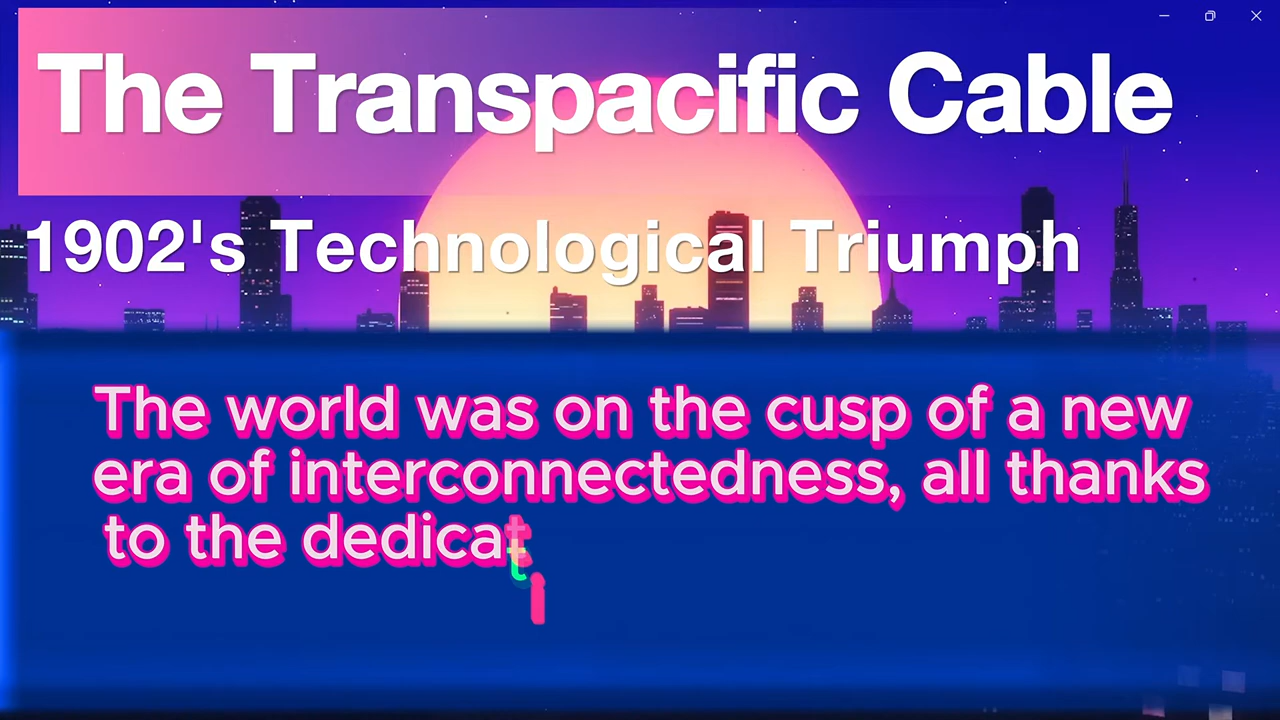 The Transpacific Cable
1902's Technological Triumph
The world was on the cusp of a new
era of interconnectedness, all thanks
to the dedicati